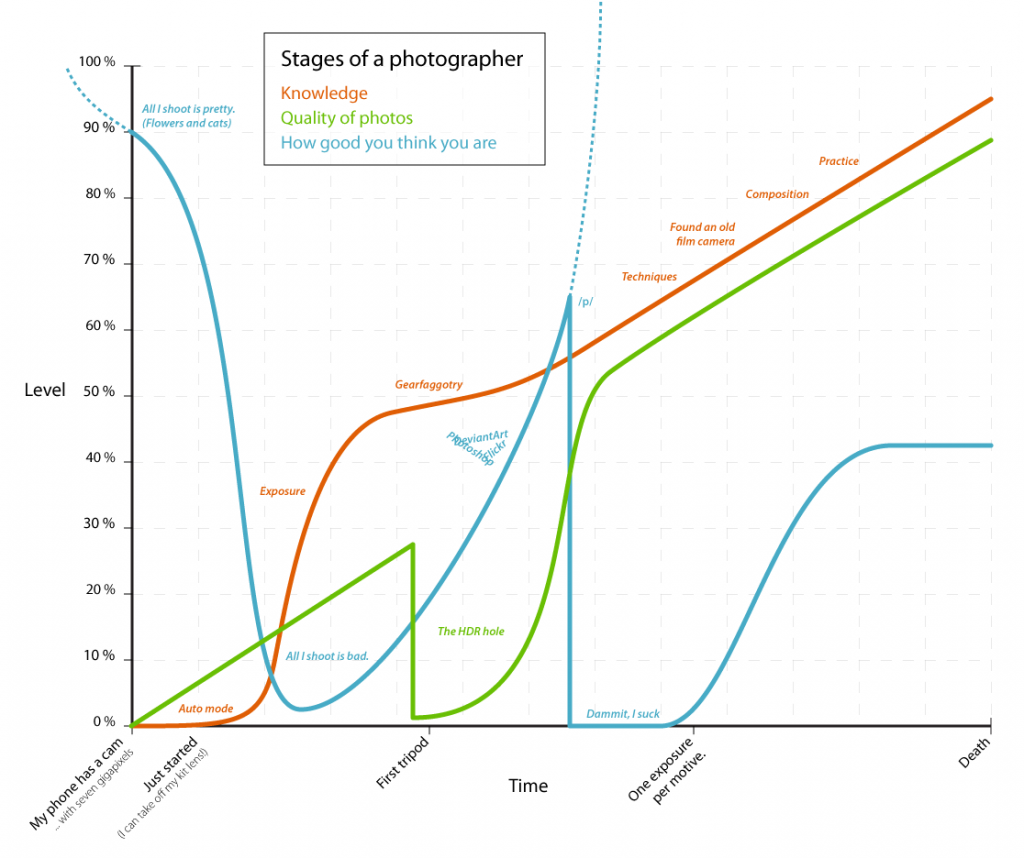 Stages of a photographer
Knowledge
Quality of photos
How good you think you are
100 %
90 %
80 %
70 %
60 %
50 %
40 %
30 %
20 %
10 %
0 %
Level
All I shoot is pretty.
(Flowers and cats)
Practice
Composition
Found an old
film camera
Techniques
/p/
Gearfaggotry
DeviantArt
Flickr
Photoshop
Exposure
The HDR hole
All I shoot is bad.
Auto mode
Dammit, I suck
My phone has a cam
... with seven gigapixels
Just started
(I can take off my kit lens!)
First tripod
Time
One exposure
per motive.
Death